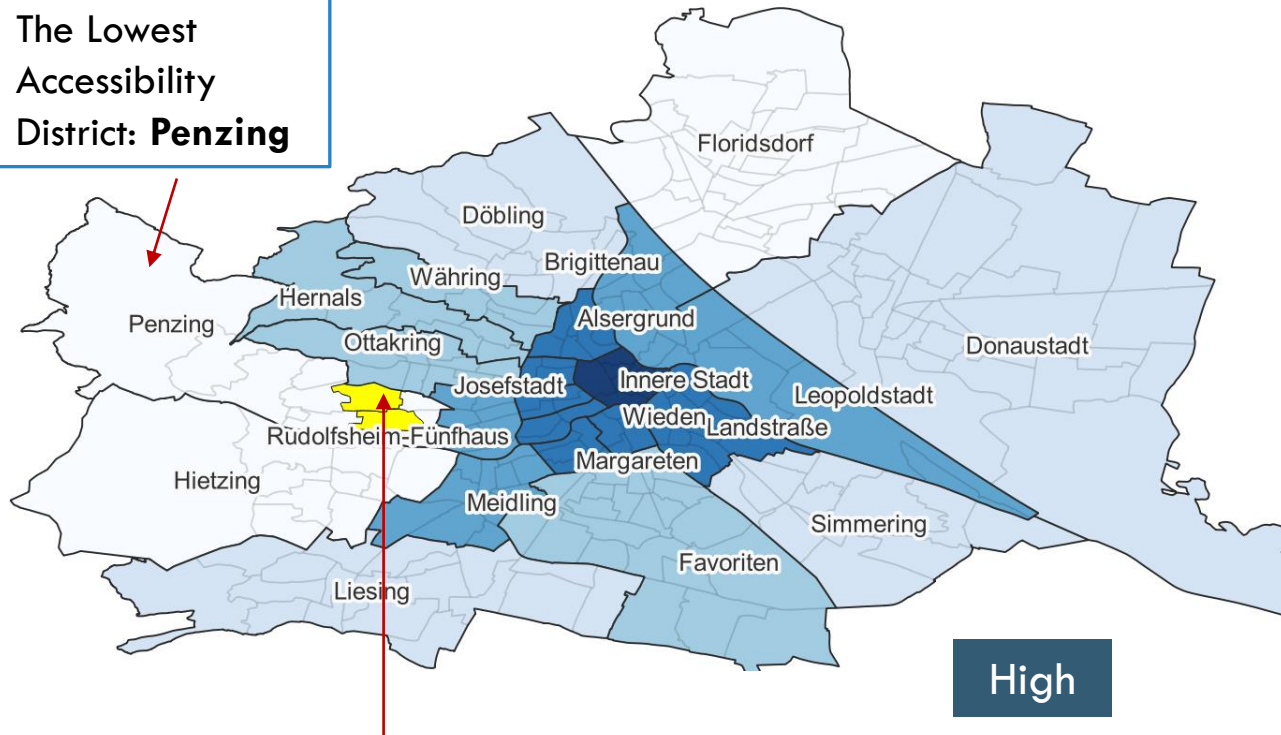 The Lowest
Accessibility
District: Penzing
Floridsdorf
Döbling
Brigittenau
Währing
Hernals
Alsergrund
Penzing
Ottakring
Donaustadt
Josefstadt
Innere Stadt
Leopoldstadt
Wieden
Landstraße
Rudolfsheim-Fünfhaus
Margareten
Hietzing
Meidling
Simmering
Favoriten
Liesing
High